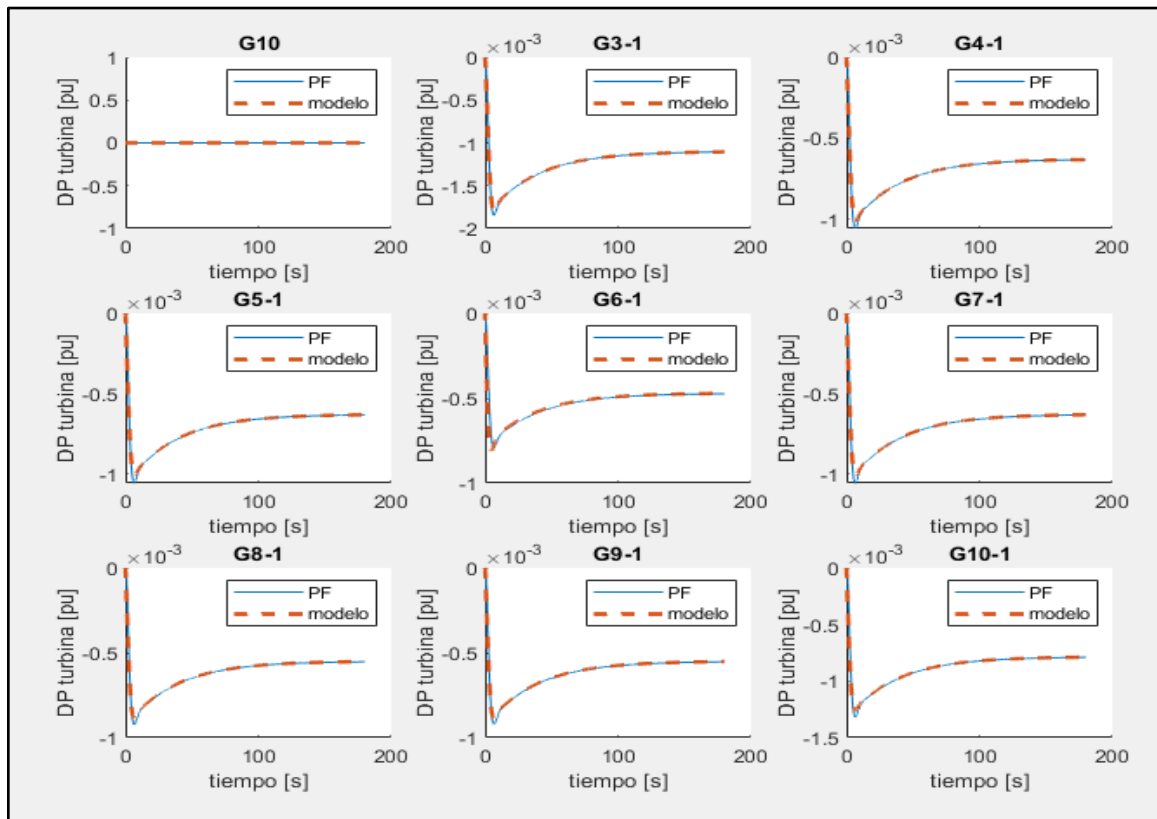 G10
DP turbina [pu]
1
0.5
0
-0.5
-1
PF
modelo
0 100 200
tiempo [s]
×10-3
G3-1
DP turbina [pu]
0
-0.5
-1
-1.5
-2
PF
modelo
0 100 200
tiempo [s]
×10-3
G4-1
DP turbina [pu]
0
-0.5
-1
PF
modelo
0 100 200
tiempo [s]
×10-3
G5-1
DP turbina [pu]
0
-0.5
-1
PF
modelo
0 100 200
tiempo [s]
×10-3
G6-1
DP turbina [pu]
0
-0.5
-1
PF
modelo
0 100 200
tiempo [s]
×10-3
G7-1
DP turbina [pu]
0
-0.5
-1
PF
modelo
0 100 200
tiempo [s]
×10-3
G8-1
DP turbina [pu]
0
-0.5
-1
PF
modelo
0 100 200
tiempo [s]
×10-3
G9-1
DP turbina [pu]
0
-0.5
-1
PF
modelo
0 100 200
tiempo [s]
×10-3
G10-1
DP turbina [pu]
0
-0.5
-1
-1.5
PF
modelo
0 100 200
tiempo [s]